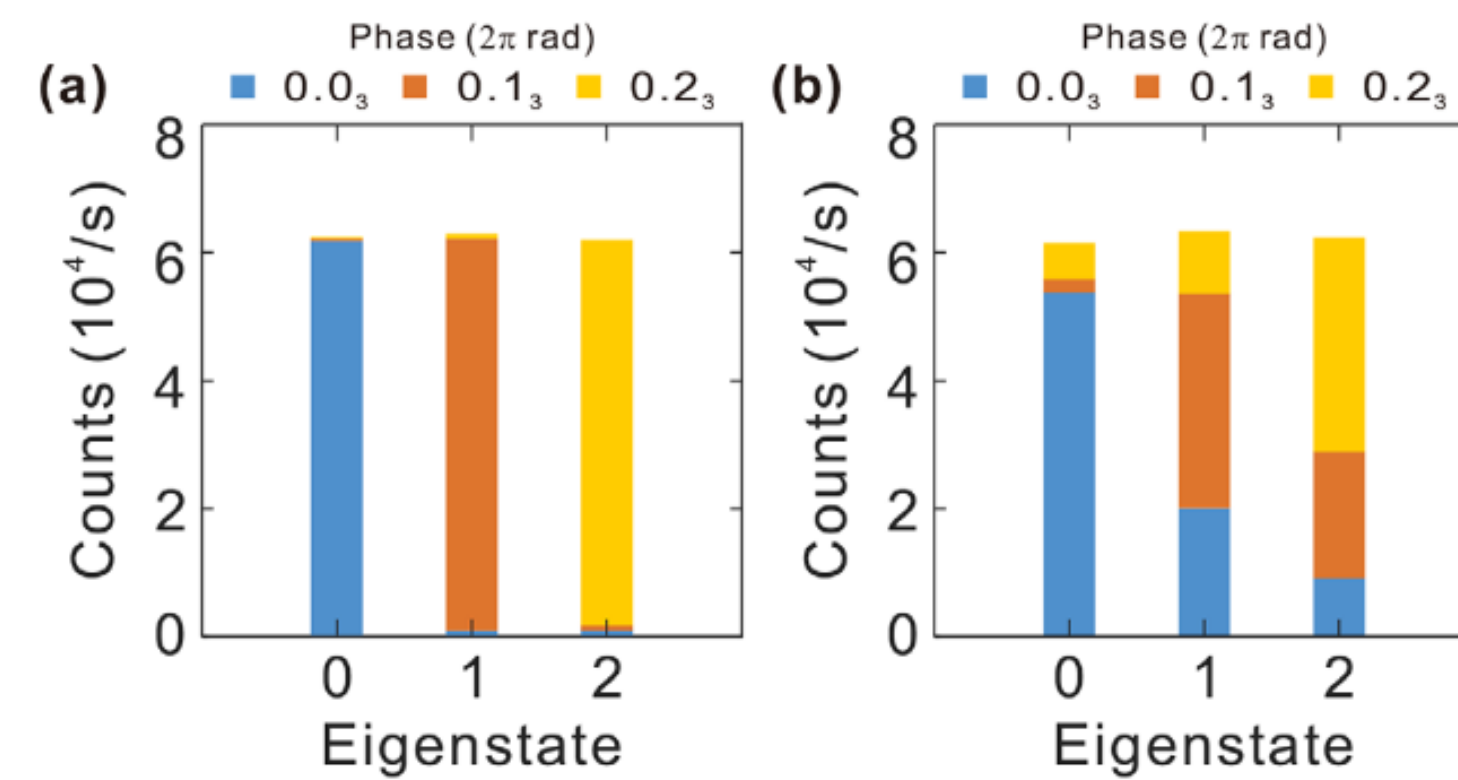 Phase (2π rad)
(a) 0.0₃ 0.1₃ 0.2₃
8
6
4
2
0
Counts (10⁴/s)
0 1 2
Eigenstate
Phase (2π rad)
(b) 0.0₃ 0.1₃ 0.2₃
8
6
4
2
0
Counts (10⁴/s)
0 1 2
Eigenstate